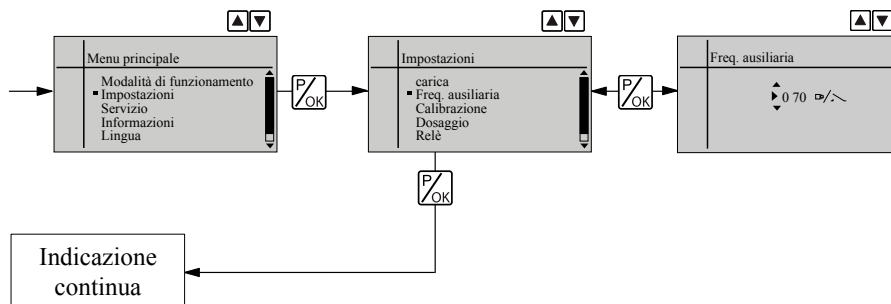 Menu principale
Modalità di funzionamento
Impostazioni
Servizio
Informazioni
Lingua
P/OK
Impostazioni
carica
Freq. ausiliaria
Calibrazione
Dosaggio
Relè
P/OK
Freq. ausiliaria
0 70
P/OK
Indicazione
continua